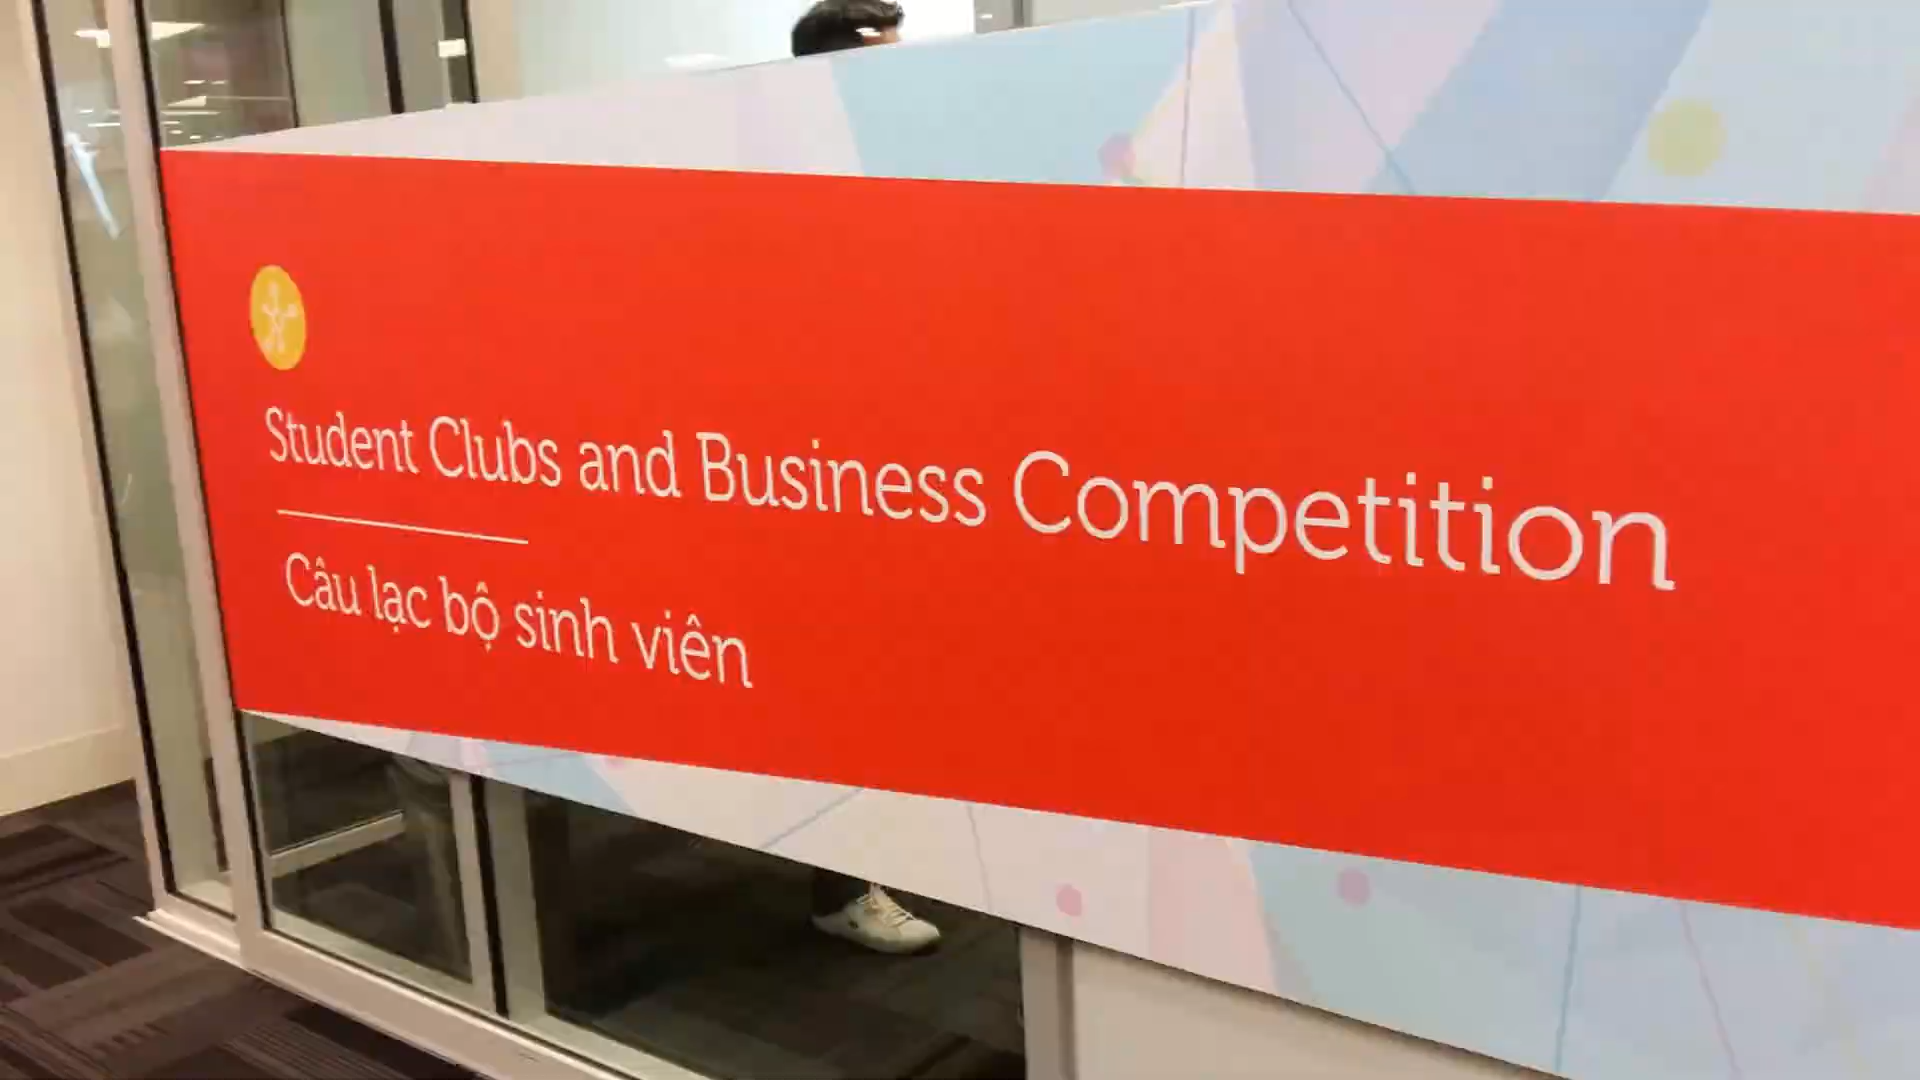 Student Clubs and Business Competition
Câu lạc bộ sinh viên